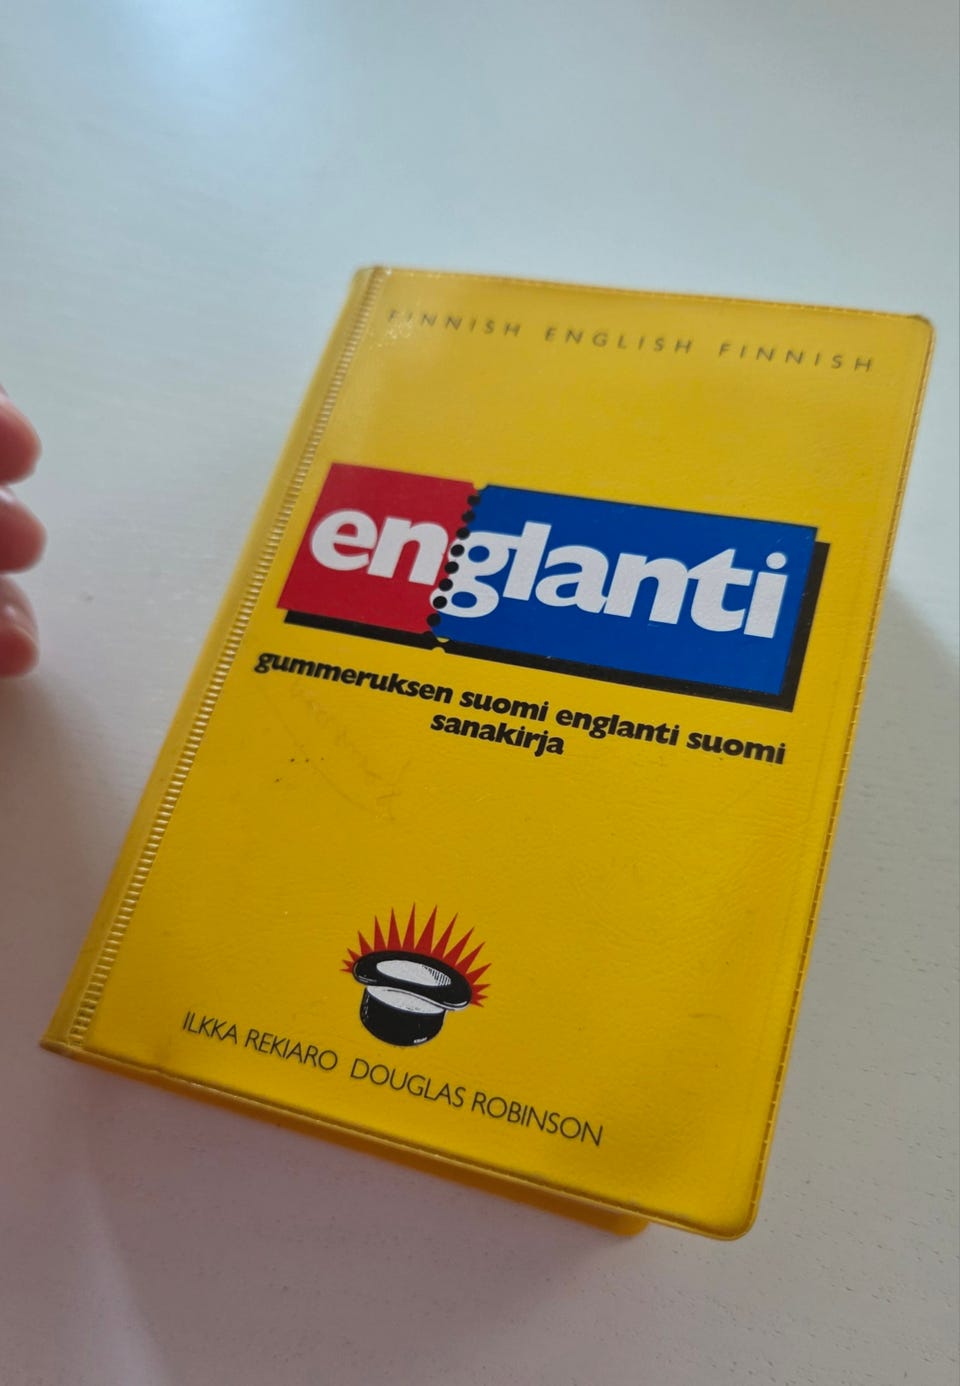 FINNISH ENGLISH FINNISH
englanti
gummeruksen suomi englanti suomi
sanakirja
ILKKA REKIARO DOUGLAS ROBINSON